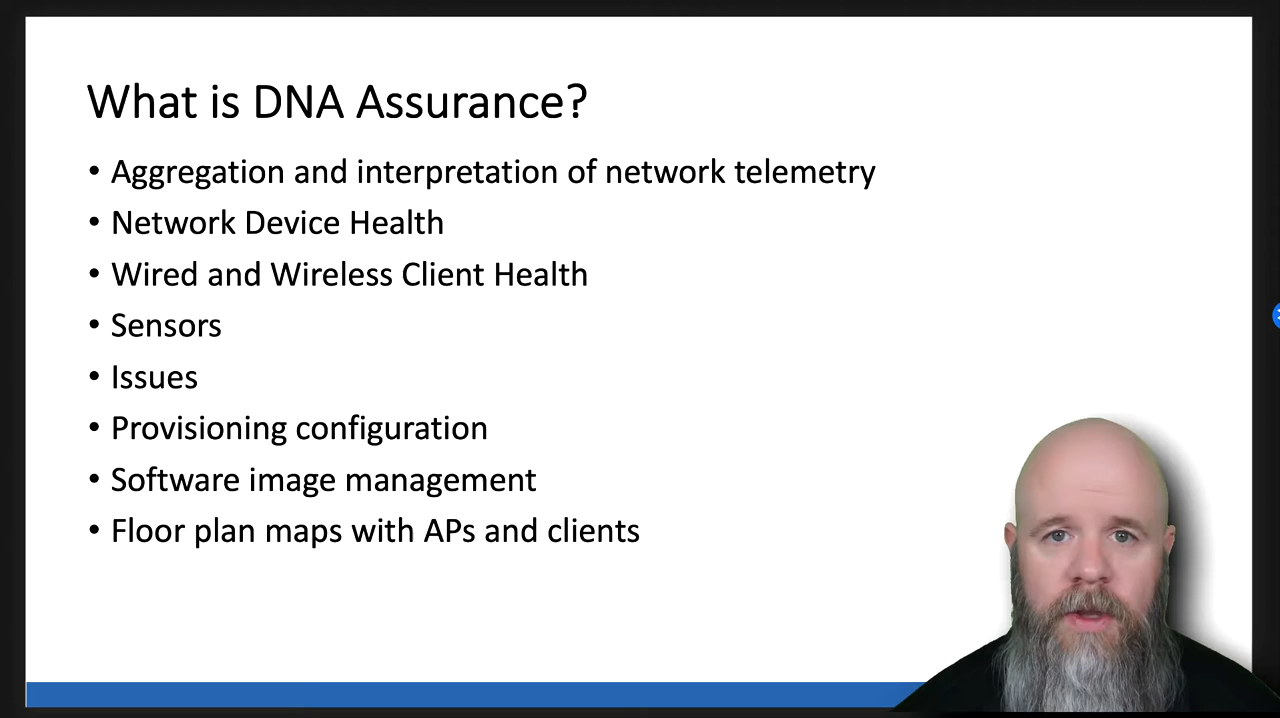 What is DNA Assurance?
• Aggregation and interpretation of network telemetry
• Network Device Health
• Wired and Wireless Client Health
• Sensors
• Issues
• Provisioning configuration
• Software image management
• Floor plan maps with APs and clients